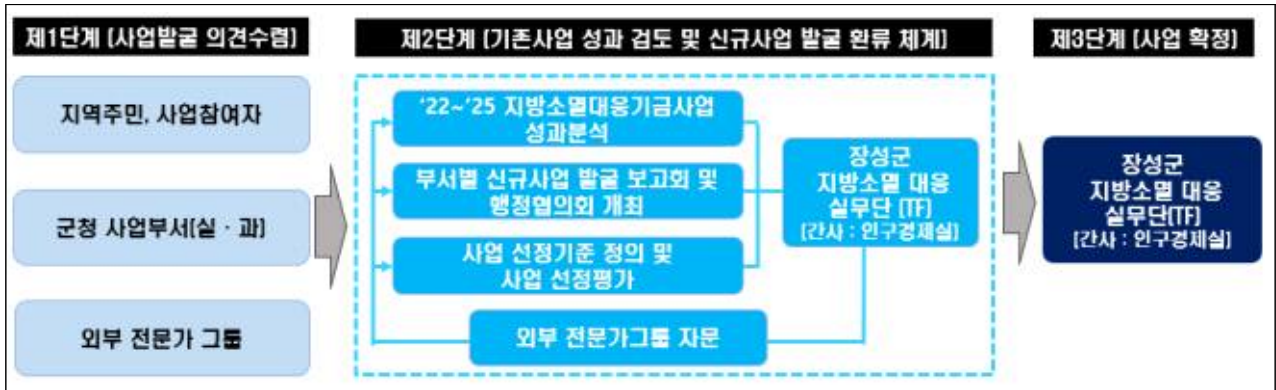 제1단계 [사업발굴 의견수렴]
지역주민, 사업참여자
군청 사업부서(실 · 과)
외부 전문가 그룹
제2단계 [기존사업 성과 검토 및 신규사업 발굴 환류 체계]
‘22~‘25 지방소멸대응기금사업
성과분석
부서별 신규사업 발굴 보고회 및
행정협의회 개최
사업 선정기준 정의 및
사업 선정평가
외부 전문가그룹 자문
장성군
지방소멸 대응
실무단 [TF]
[간사 : 인구경제실]
제3단계 [사업 확정]
장성군
지방소멸 대응
실무단[TF]
[간사 : 인구경제실]